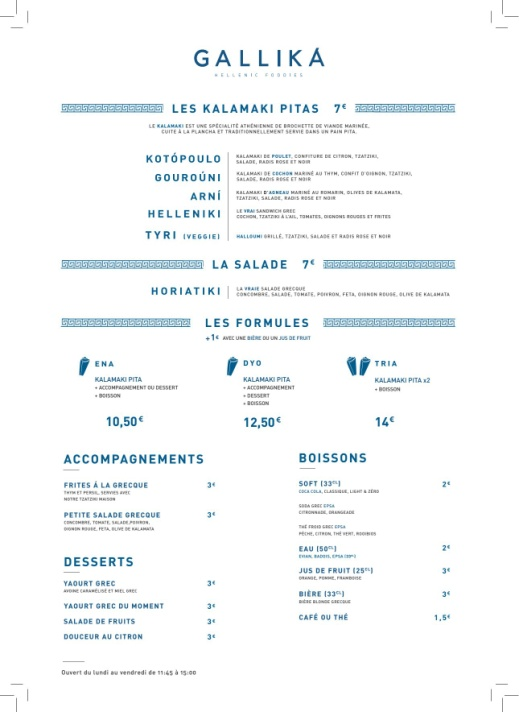 GALLIKÁ
HELLENIC FOODIES
LES KALAMAKI PITAS 7€
LE KALAMAKI EST UNE SPÉCIALITÉ ATHÉNIENNE DE BROCHETTE DE VIANDE MARINÉE,
CUITE À LA PLANCHA ET TRADITIONNELLEMENT SERVIE DANS UN PAIN PITA.
KOTÓPOULO
KALAMAKI DE POULET, CONFITURE DE CITRON, TZATZIKI,
SALADE, RADIS ROSE ET NOIR
GOUROÚNI
KALAMAKI DE COCHON MARINÉ AU THYM, CONFIT D'OIGNON, TZATZIKI,
SALADE, RADIS ROSE ET NOIR
ARNÍ
KALAMAKI D'AGNEAU MARINÉ AU ROMARIN, OLIVES DE KALAMATA,
TZATZIKI, SALADE, RADIS ROSE ET NOIR
HELLENIKI
LE VRAI SANDWICH GREC
COCHON, TZATZIKI À L'AIL, TOMATES, OIGNONS ROUGES ET FRITES
TYRI (VEGGIE)
HALLOUMI GRILLÉ, TZATZIKI, SALADE ET RADIS ROSE ET NOIR
LA SALADE 7€
HORIATIKI
LA VRAIE SALADE GRECQUE
CONCOMBRE, SALADE, TOMATE, POIVRON, FETA, OIGNON ROUGE, OLIVE DE KALAMATA
LES FORMULES
+1€ AVEC UNE BIÈRE OU UN JUS DE FRUIT
ENA
KALAMAKI PITA
+ ACCOMPAGNEMENT OU DESSERT
+ BOISSON
10,50€
DYO
KALAMAKI PITA
+ ACCOMPAGNEMENT
+ DESSERT
+ BOISSON
12,50€
TRIA
KALAMAKI PITA x2
+ BOISSON
14€
ACCOMPAGNEMENTS
FRITES Á LA GRECQUE 3€
THYM ET PERSIL, SERVIES AVEC
NOTRE TZATZIKI MAISON
PETITE SALADE GRECQUE 3€
CONCOMBRE, TOMATE, SALADE,POIVRON,
OIGNON ROUGE, FETA, OLIVE DE KALAMATA
DESSERTS
YAOURT GREC 3€
AVOINE CARAMÉLISÉ ET MIEL GREC
YAOURT GREC DU MOMENT 3€
SALADE DE FRUITS 3€
DOUCEUR AU CITRON 3€
BOISSONS
SOFT (33CL) 2€
COCA COLA, CLASSIQUE, LIGHT & ZÉRO
SODA GREC EPSA
CITRONNADE, ORANGEADE
THÉ FROID GREC EPSA
PÊCHE, CITRON, THÉ VERT, ROOIBOS
EAU (50CL) 2€
EVIAN, BADOIT, EPSA
JUS DE FRUIT (25CL) 3€
ORANGE, POMME, FRAMBOISE
BIÈRE (33CL) 3€
BIÈRE BLONDE GRECQUE
CAFÉ OU THÉ 1,5€
Ouvert du lundi au vendredi de 11:45 à 15:00